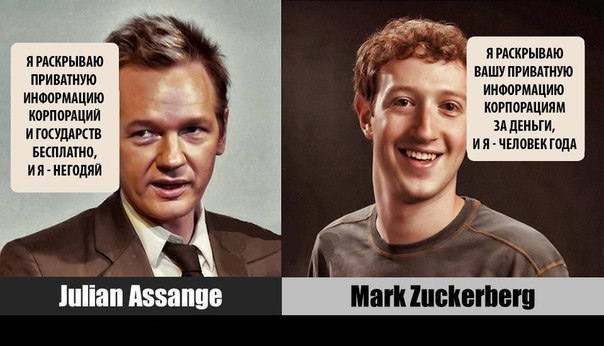 Я РАСКРЫВАЮ
ПРИВАТНУЮ
ИНФОРМАЦИЮ
КОРПОРАЦИЙ
И ГОСУДАРСТВ
БЕСПЛАТНО,
И Я - НЕГОДЯЙ
Я РАСКРЫВАЮ
ВАШУ ПРИВАТНУЮ
ИНФОРМАЦИЮ
КОРПОРАЦИЯМ
ЗА ДЕНЬГИ,
И Я - ЧЕЛОВЕК ГОДА
Julian Assange
Mark Zuckerberg